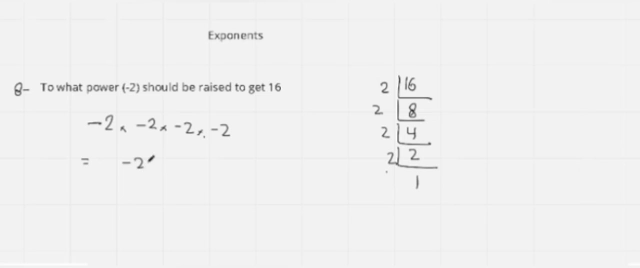 Exponents
Q- To what power (-2) should be raised to get 16
-2 x -2 x -2 x -2
= -2
2 | 16
2 | 8
2 | 4
2 | 2
1